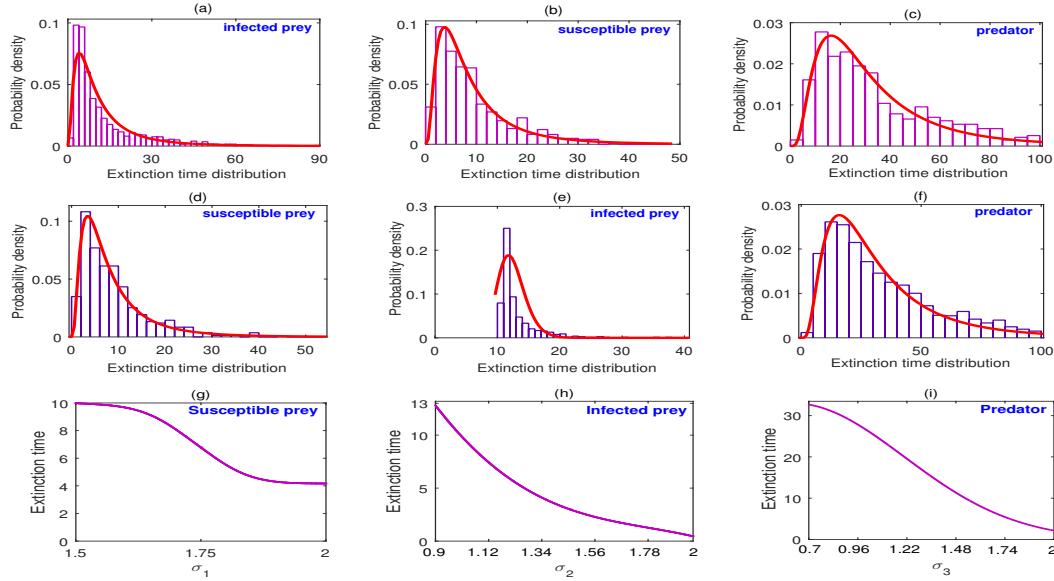 (a)
infected prey
0.1
0.05
0
Probability density
0 30 60 90
Extinction time distribution
(b)
susceptible prey
0.1
0.05
0
Probability density
0 10 20 30 40 50
Extinction time distribution
(c)
predator
0.03
0.02
0.01
0
Probability density
0 20 40 60 80 100
Extinction time distribution
(d)
susceptible prey
0.1
0.05
0
Probability density
0 10 20 30 40 50
Extinction time distribution
(e)
infected prey
0.3
0.2
0.1
0
Probability density
0 10 20 30 40
Extinction time distribution
(f)
predator
0.03
0.02
0.01
0
Probability density
0 50 100
Extinction time distribution
(g)
Susceptible prey
10
8
6
4
2
0
Extinction time
1.5 1.75 2
σ1
(h)
Infected prey
13
10
5
0
Extinction time
0.9 1.12 1.34 1.56 1.78 2
σ2
(i)
Predator
30
20
10
0
Extinction time
0.7 0.96 1.22 1.48 1.74 2
σ3